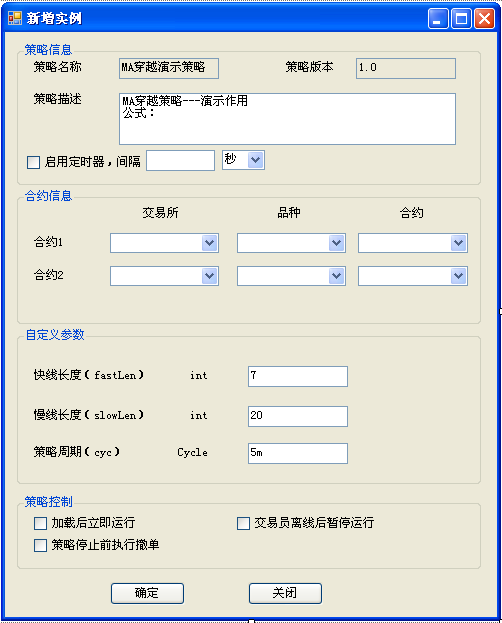 新增实例
策略信息
策略名称 MA穿越演示策略 策略版本 1.0
策略描述 MA穿越策略---演示作用
公式：
启用定时器，间隔 秒
合约信息
交易所 品种 合约
合约1
合约2
自定义参数
快线长度（fastLen） int 7
慢线长度（slowLen） int 20
策略周期（cyc） Cycle 5m
策略控制
加载后立即运行 交易员离线后暂停运行
策略停止前执行撤单
确定 关闭